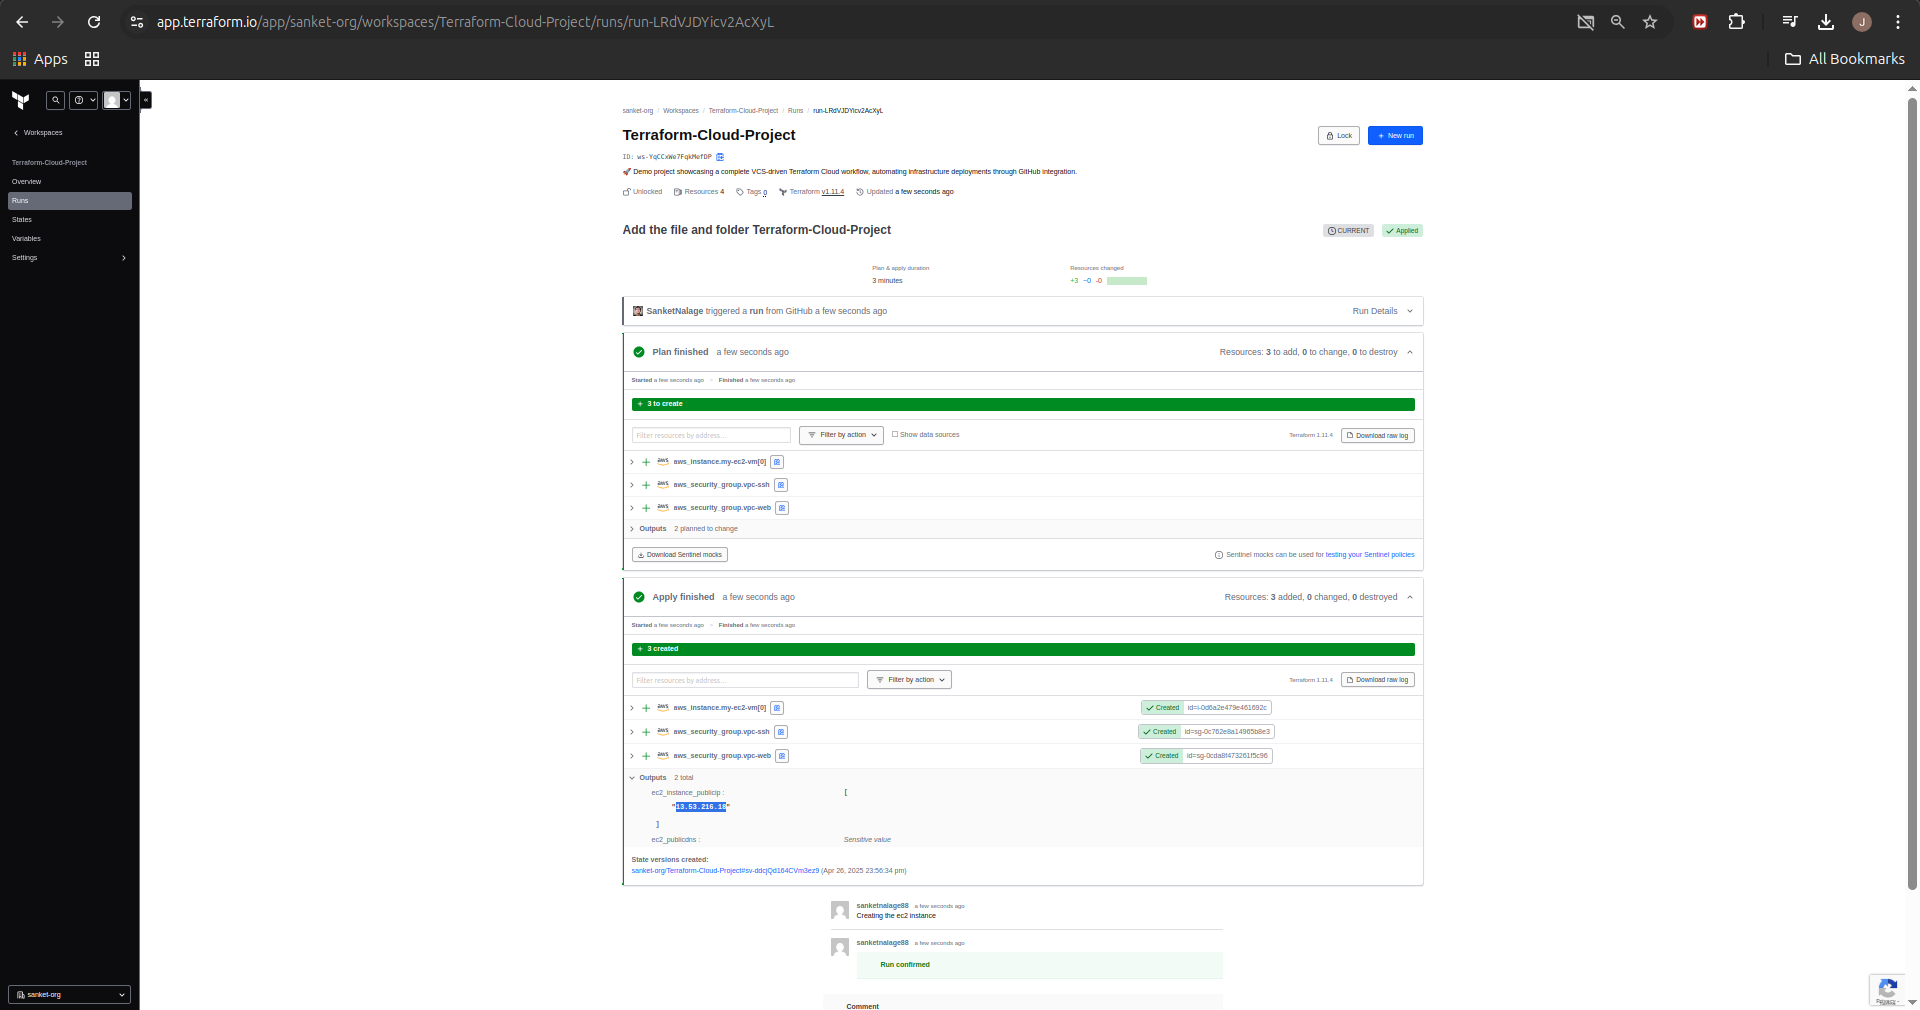 app.terraform.io/app/sanket-org/workspaces/Terraform-Cloud-Project/runs/run-LRdVJDYicv2AcXyL
J
Apps
All Bookmarks
Workspaces
Terraform-Cloud-Project
Overview
Runs
States
Variables
Settings
sanket-org
sanket-org / Workspaces / Terraform-Cloud-Project / Runs / run-LRdVJDYicv2AcXyL
Terraform-Cloud-Project
Lock
+ New run
ID: ws-YqCCxWe7FqkMefDP
🚀 Demo project showcasing a complete VCS-driven Terraform Cloud workflow, automating infrastructure deployments through GitHub integration.
Unlocked Resources 4 Tags 0 Terraform v1.11.4 Updated a few seconds ago
Add the file and folder Terraform-Cloud-Project
CURRENT
Applied
Plan & apply duration
3 minutes
Resources changed
+3 ~0 -0
SanketNalage triggered a run from GitHub a few seconds ago
Run Details
Plan finished a few seconds ago
Resources: 3 to add, 0 to change, 0 to destroy
Started a few seconds ago > Finished a few seconds ago
+ 3 to create
Filter resources by address...
Filter by action
Show data sources
Terraform 1.11.4
Download raw log
+ aws aws_instance.my-ec2-vm[0]
+ aws aws_security_group.vpc-ssh
+ aws aws_security_group.vpc-web
Outputs 2 planned to change
Download Sentinel mocks
Sentinel mocks can be used for testing your Sentinel policies
Apply finished a few seconds ago
Resources: 3 added, 0 changed, 0 destroyed
Started a few seconds ago > Finished a few seconds ago
+ 3 created
Filter resources by address...
Filter by action
Terraform 1.11.4
Download raw log
+ aws aws_instance.my-ec2-vm[0]
Created id=i-0d6a2e479e461692c
+ aws aws_security_group.vpc-ssh
Created id=sg-0c762e8a14965b8e3
+ aws aws_security_group.vpc-web
Created id=sg-0cda8f473261f5c96
Outputs 2 total
ec2_instance_publicip : [
"13.53.216.18"
]
ec2_publicdns : Sensitive value
State versions created:
sanket-org/Terraform-Cloud-Project#sv-ddcjQd164CVm3ez9 (Apr 26, 2025 23:56:34 pm)
sanketnalage88 a few seconds ago
Creating the ec2 instance
sanketnalage88 a few seconds ago
Run confirmed
Comment